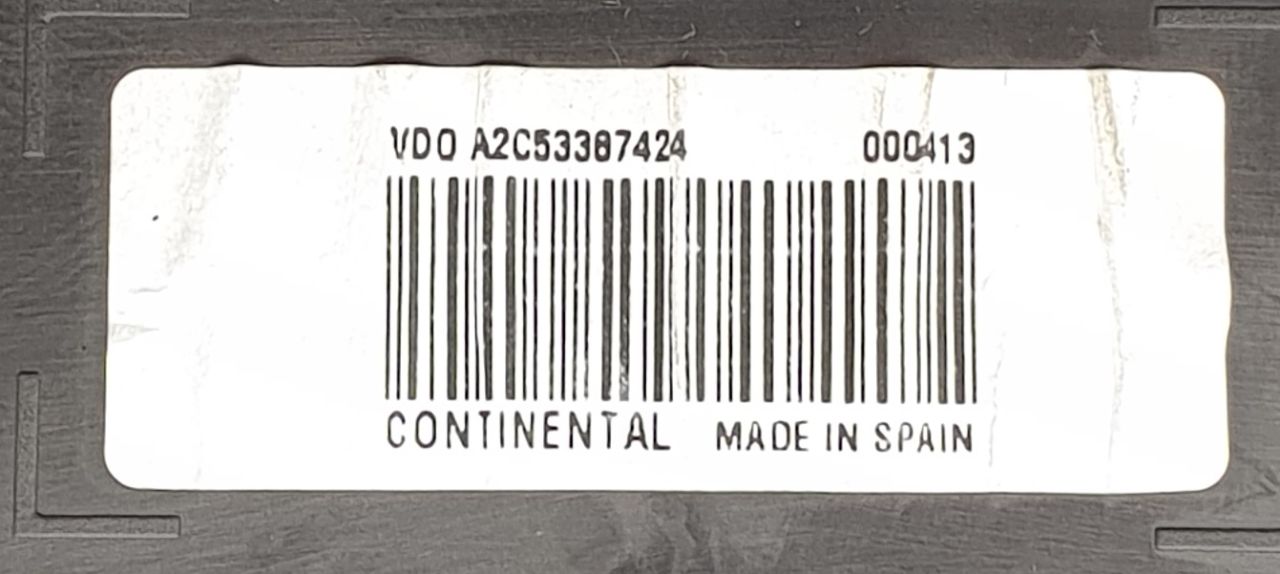 VDO A2C53387424 000413
CONTINENTAL MADE IN SPAIN